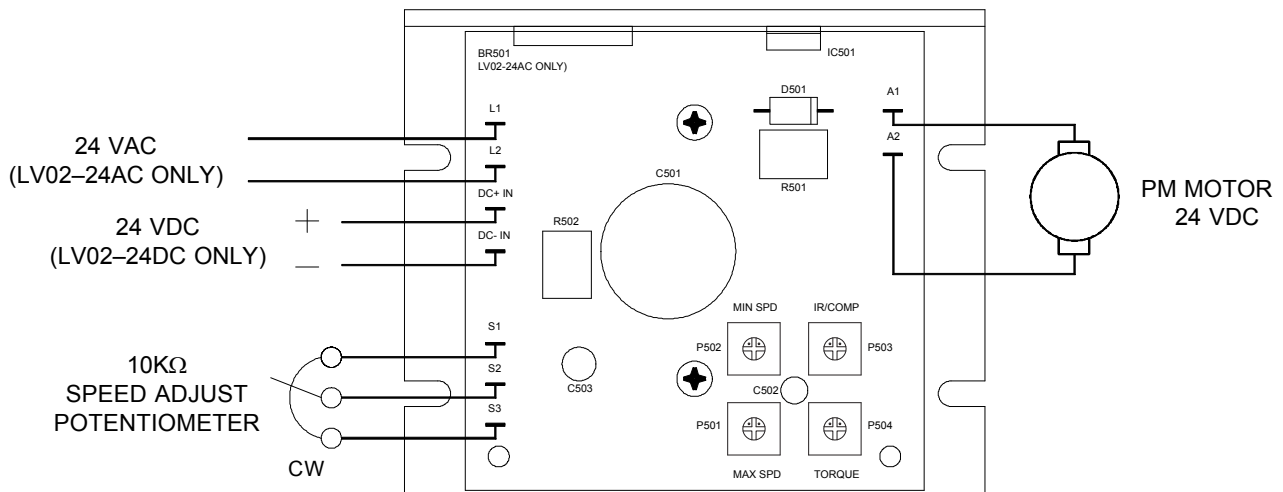 BR501
LV02-24AC ONLY)
IC501
D501
A1
A2
R501
L1
L2
DC+ IN
DC- IN
24 VAC
(LV02–24AC ONLY)
24 VDC
(LV02–24DC ONLY)
+
–
C501
R502
PM MOTOR
24 VDC
MIN SPD
IR/COMP
P502
P503
S1
S2
S3
C503
C502
10KΩ
SPEED ADJUST
POTENTIOMETER
CW
P501
P504
MAX SPD
TORQUE